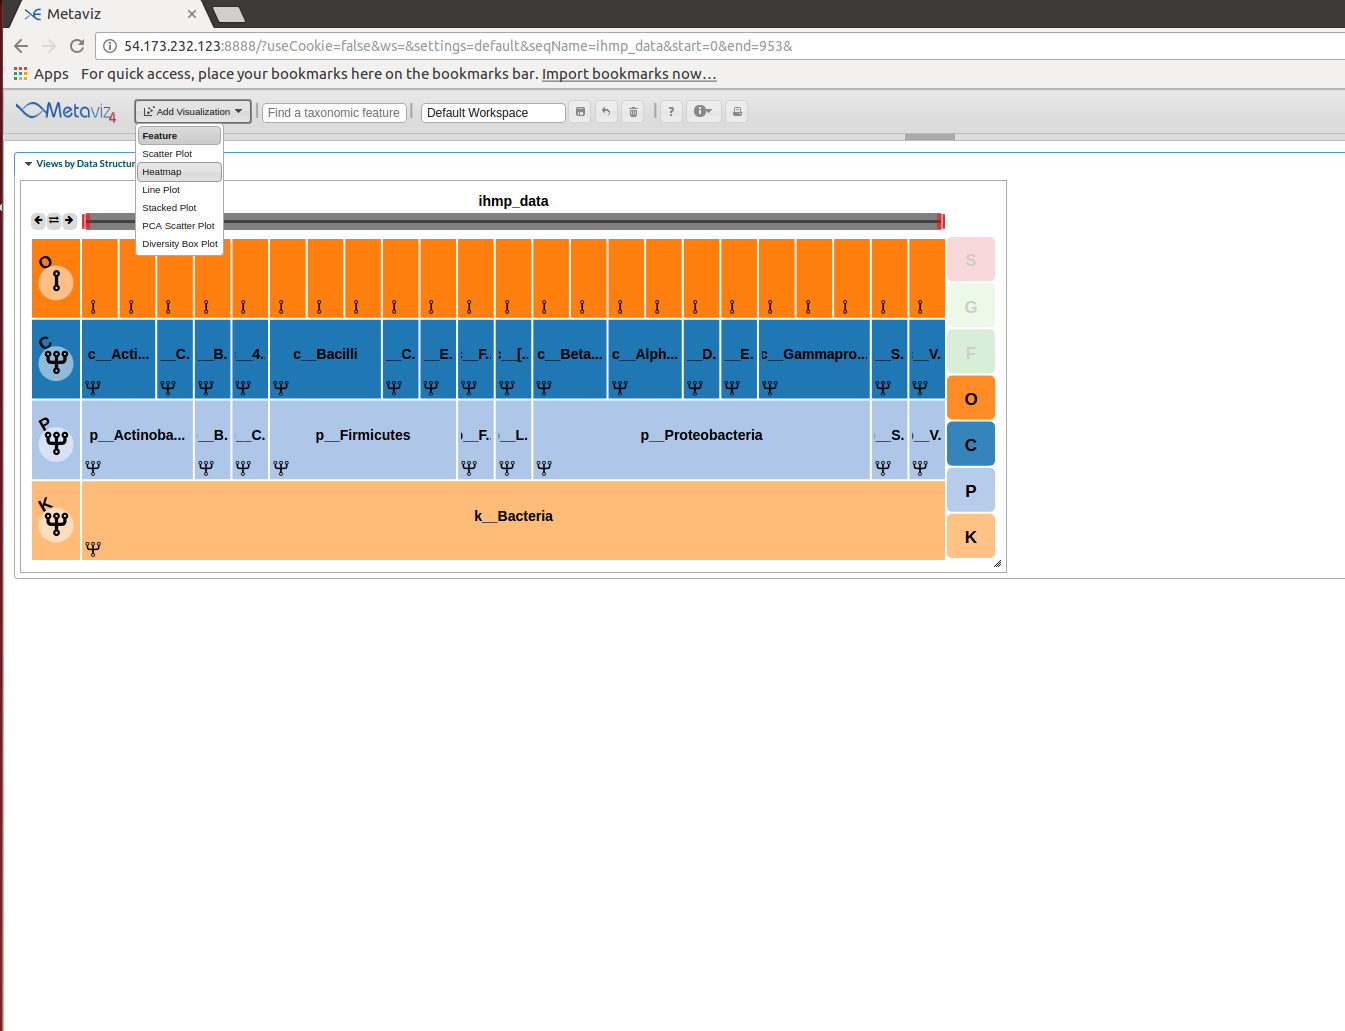 Metaviz
54.173.232.123:8888/?useCookie=false&ws=&settings=default&seqName=ihmp_data&start=0&end=953&
Apps For quick access, place your bookmarks here on the bookmarks bar. Import bookmarks now...
Metaviz 4 Add Visualization Find a taxonomic feature Default Workspace ?
Feature
Scatter Plot
Heatmap
Line Plot
Stacked Plot
PCA Scatter Plot
Diversity Box Plot
Views by Data Structur
ihmp_data
O S
G
C c__Acti... __C. __B. __4.. c__Bacilli __C. __E. :__F.. :__[.. c__Beta... c__Alph... __D. __E. c__Gammapro... __S. __V. F
O
P p__Actinoba... __B. __C. p__Firmicutes __F.. __L. p__Proteobacteria __S. __V. C
P
K k__Bacteria K